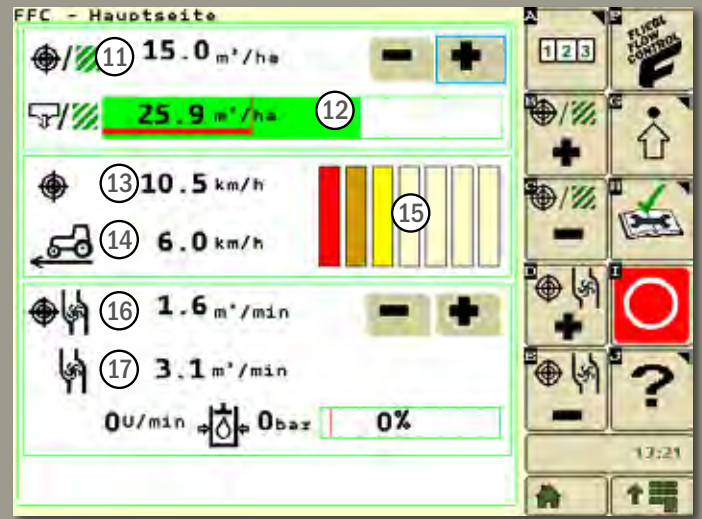 FFC - Hauptseite
11 15.0 m³/ha - +
25.9 m³/ha 12
13 10.5 km/h
14 6.0 km/h
15
16 1.6 m³/min - +
17 3.1 m³/min
0U/min 0bar 0%
A
1 2 3
F
FLIEGL
FLOW
CONTROL
B
+
G
C
-
H
D
+
I
E
-
J
?
13:21